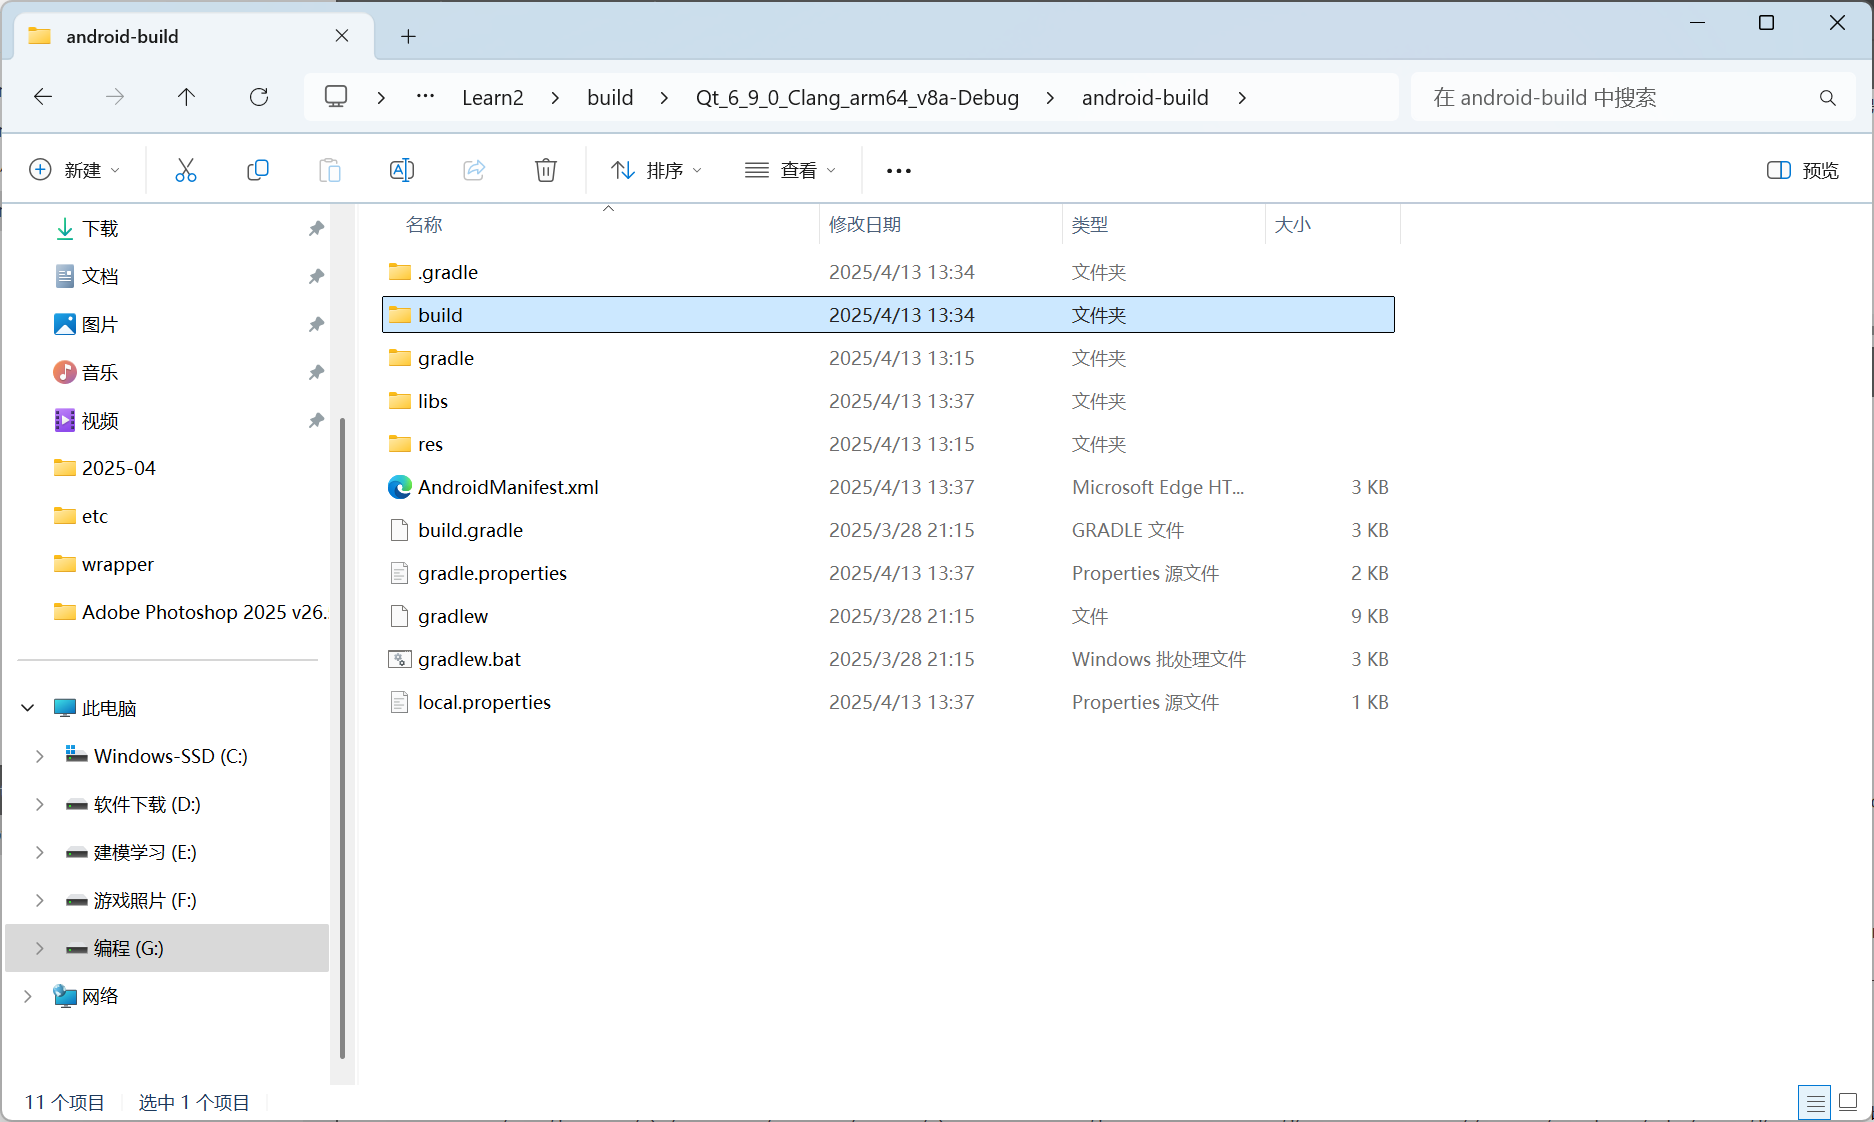 android-build
Learn2 build Qt_6_9_0_Clang_arm64_v8a-Debug android-build
在 android-build 中搜索
新建 排序 查看 预览
名称 修改日期 类型 大小
下载
文档
图片
音乐
视频
2025-04
etc
wrapper
Adobe Photoshop 2025 v26.
此电脑
Windows-SSD (C:)
软件下载 (D:)
建模学习 (E:)
游戏照片 (F:)
编程 (G:)
网络
.gradle 2025/4/13 13:34 文件夹
build 2025/4/13 13:34 文件夹
gradle 2025/4/13 13:15 文件夹
libs 2025/4/13 13:37 文件夹
res 2025/4/13 13:15 文件夹
AndroidManifest.xml 2025/4/13 13:37 Microsoft Edge HT... 3 KB
build.gradle 2025/3/28 21:15 GRADLE 文件 3 KB
gradle.properties 2025/4/13 13:37 Properties 源文件 2 KB
gradlew 2025/3/28 21:15 文件 9 KB
gradlew.bat 2025/3/28 21:15 Windows 批处理文件 3 KB
local.properties 2025/4/13 13:37 Properties 源文件 1 KB
11 个项目 选中 1 个项目